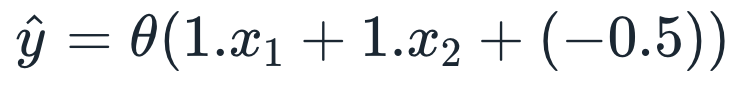 ŷ = θ(1.x₁ + 1.x₂ + (−0.5))